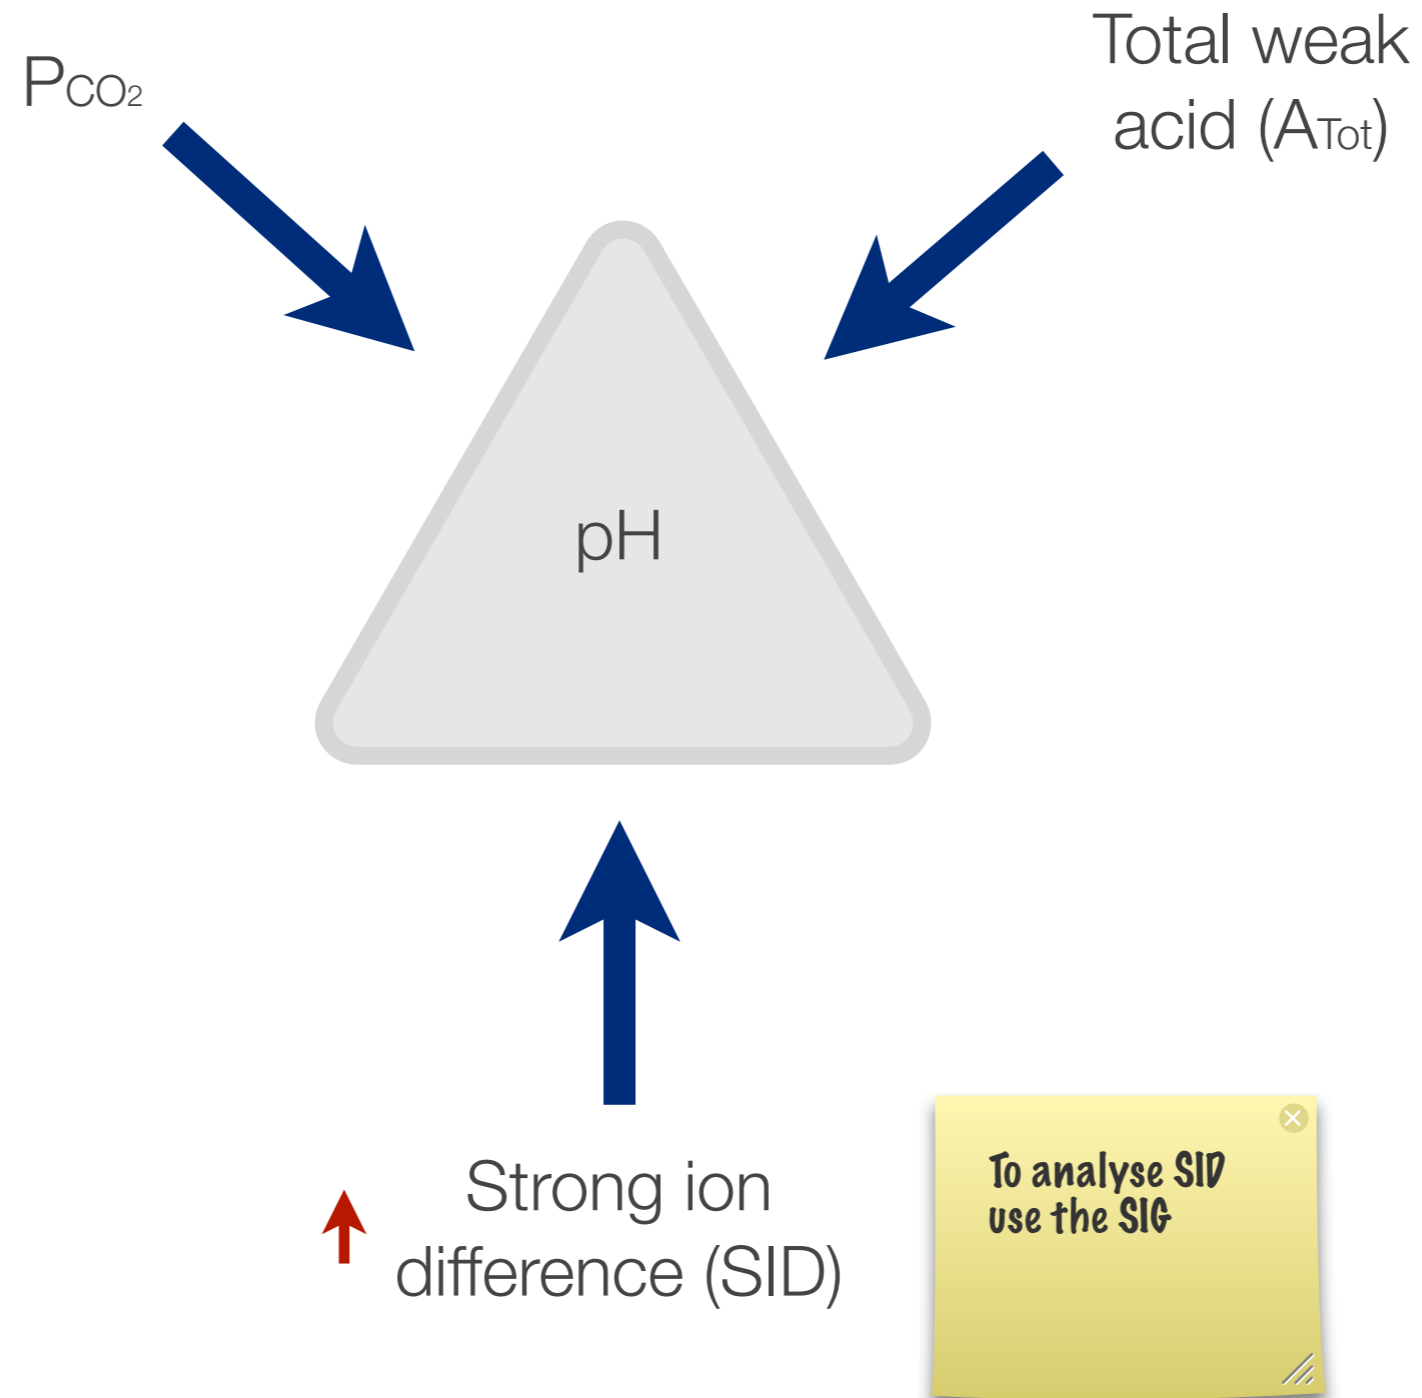 Pco₂
Total weak
acid (ATot)
pH
Strong ion
difference (SID)
To analyse SID
use the SIG